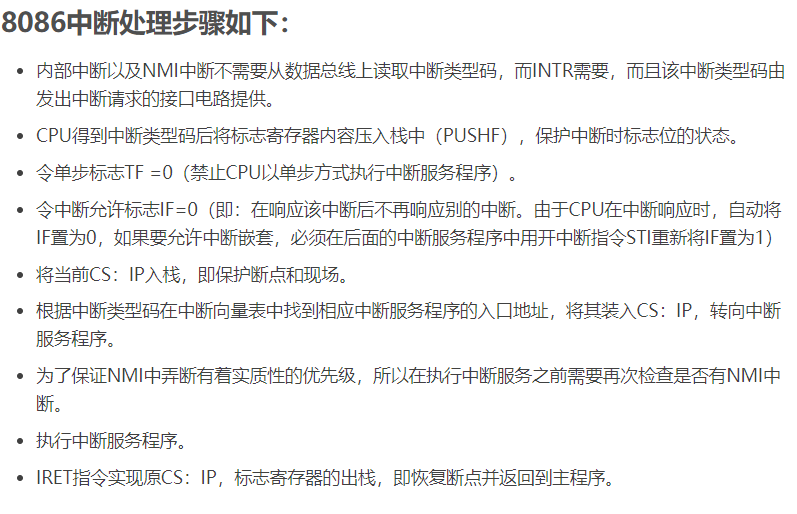 8086中断处理步骤如下：
• 内部中断以及NMI中断不需要从数据总线上读取中断类型码，而INTR需要，而且该中断类型码由
发出中断请求的接口电路提供。
• CPU得到中断类型码后将标志寄存器内容压入栈中（PUSHF），保护中断时标志位的状态。
• 令单步标志TF =0（禁止CPU以单步方式执行中断服务程序）。
• 令中断允许标志IF=0（即：在响应该中断后不再响应别的中断。由于CPU在中断响应时，自动将
IF置为0，如果要允许中断嵌套，必须在后面的中断服务程序中用开中断指令STI重新将IF置为1）
• 将当前CS：IP入栈，即保护断点和现场。
• 根据中断类型码在中断向量表中找到相应中断服务程序的入口地址，将其装入CS：IP，转向中断
服务程序。
• 为了保证NMI中弄断有着实质性的优先级，所以在执行中断服务之前需要再次检查是否有NMI中
断。
• 执行中断服务程序。
• IRET指令实现原CS：IP，标志寄存器的出栈，即恢复断点并返回到主程序。